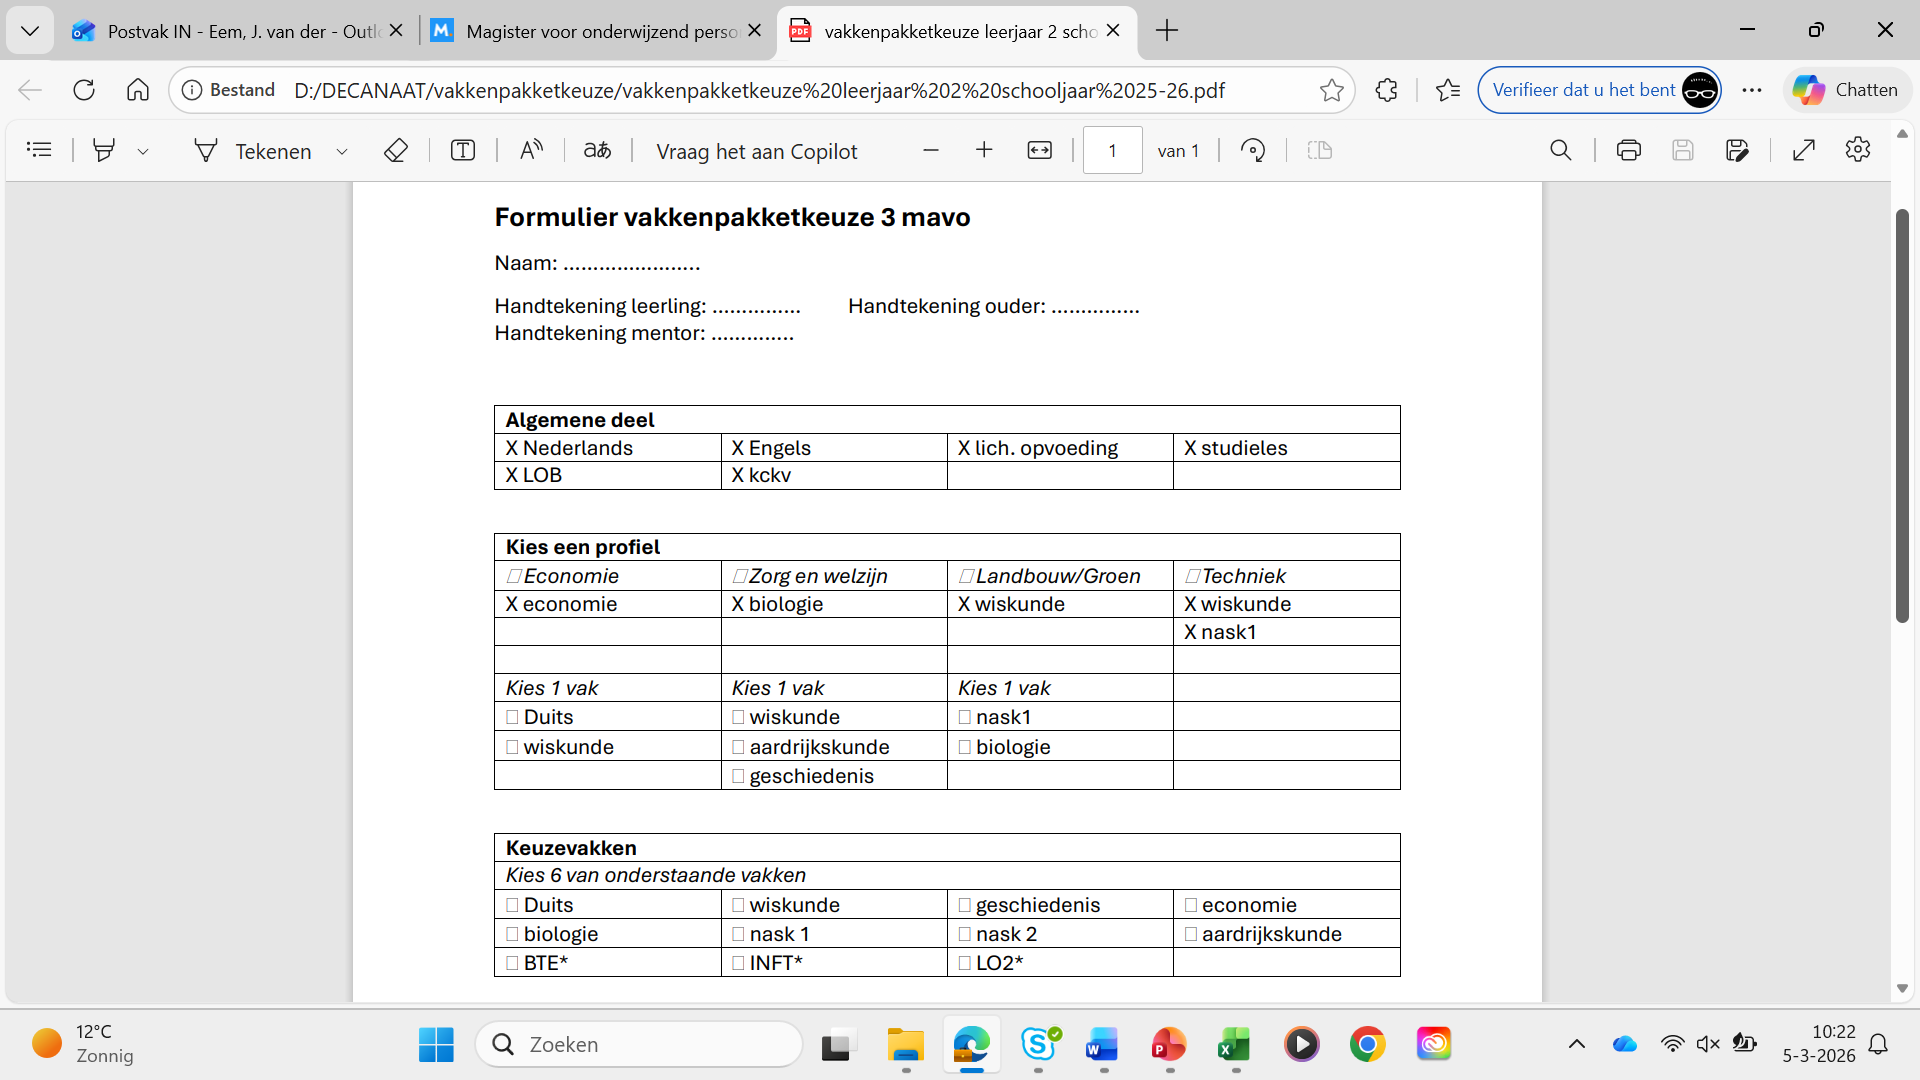 Postvak IN - Eem, J. van der - Outl
Magister voor onderwijzend perso
vakkenpakketkeuze leerjaar 2 scho
Bestand D:/DECANAAT/vakkenpakketkeuze/vakkenpakketkeuze%20leerjaar%202%20schooljaar%2025-26.pdf
Verifieer dat u het bent
Chatten
Tekenen
Vraag het aan Copilot
1 van 1
Formulier vakkenpakketkeuze 3 mavo
Naam: .......................
Handtekening leerling: ............... Handtekening ouder: ...............
Handtekening mentor: ..............
Algemene deel
X Nederlands X Engels X lich. opvoeding X studieles
X LOB X kckv
Kies een profiel
□Economie □Zorg en welzijn □Landbouw/Groen □Techniek
X economie X biologie X wiskunde X wiskunde
X nask1
Kies 1 vak Kies 1 vak Kies 1 vak
□ Duits □ wiskunde □ nask1
□ wiskunde □ aardrijkskunde □ biologie
□ geschiedenis
Keuzevakken
Kies 6 van onderstaande vakken
□ Duits □ wiskunde □ geschiedenis □ economie
□ biologie □ nask 1 □ nask 2 □ aardrijkskunde
□ BTE* □ INFT* □ LO2*
12°C
Zonnig
Zoeken
10:22
5-3-2026